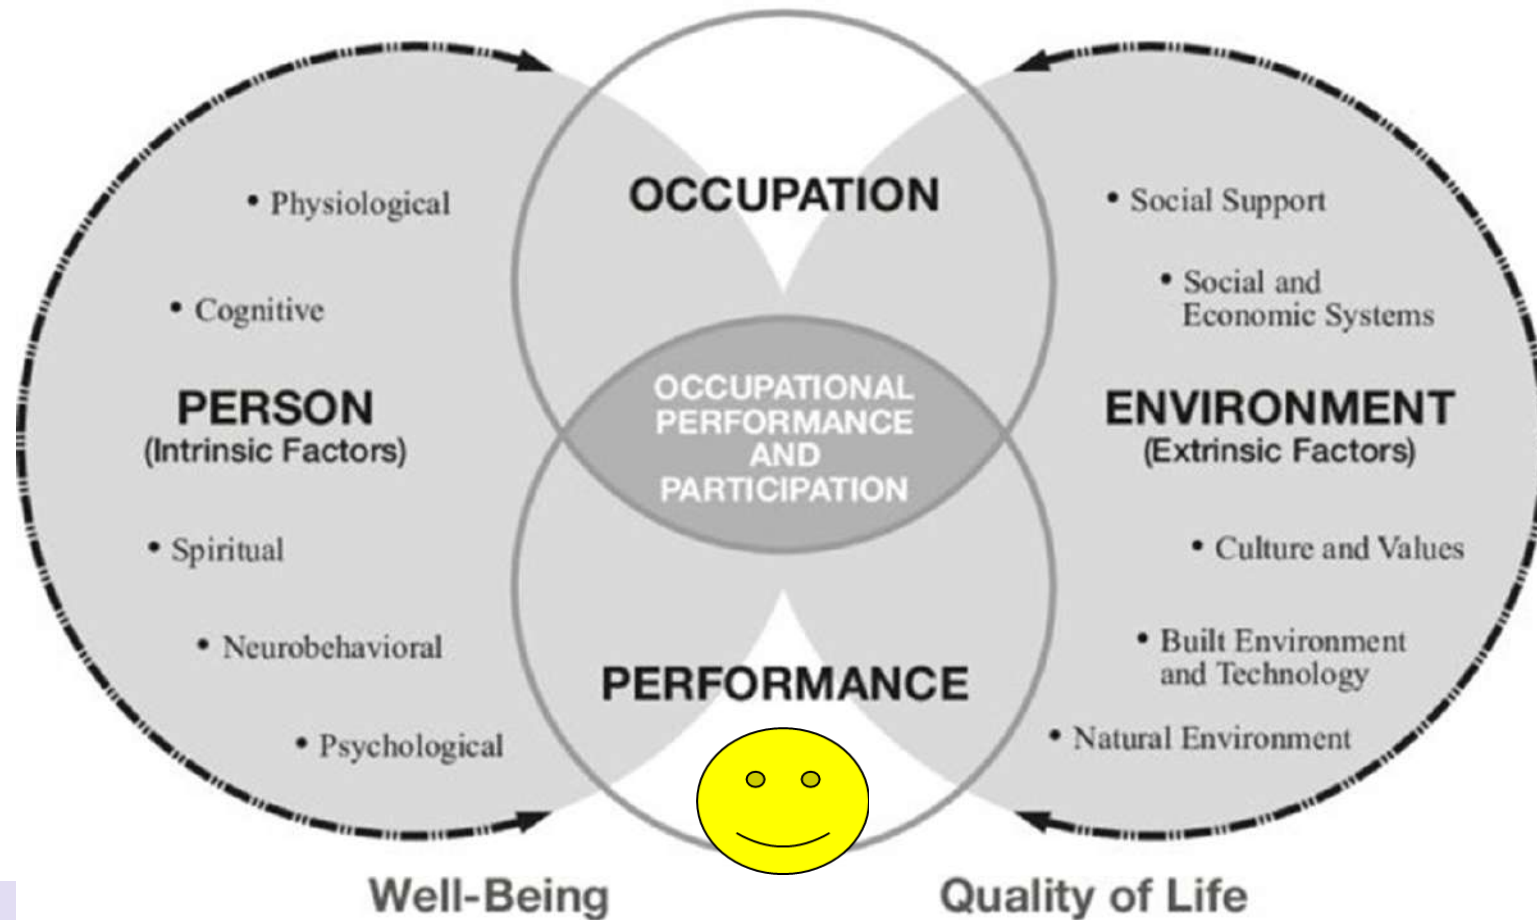 OCCUPATION
• Physiological
• Cognitive
PERSON
(Intrinsic Factors)
• Spiritual
• Neurobehavioral
• Psychological
OCCUPATIONAL
PERFORMANCE
AND
PARTICIPATION
• Social Support
• Social and
Economic Systems
ENVIRONMENT
(Extrinsic Factors)
• Culture and Values
• Built Environment
and Technology
• Natural Environment
PERFORMANCE
Well-Being
Quality of Life